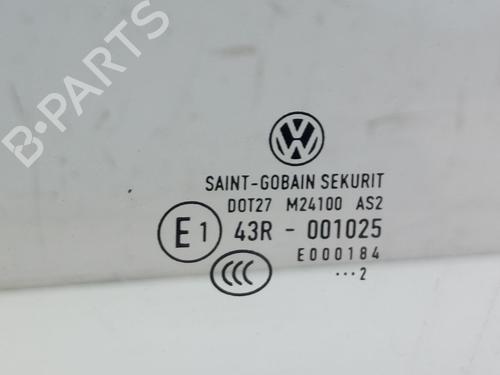 B-PARTS
VW
SAINT-GOBAIN SEKURIT
DOT27 M24100 AS2
E1 43R - 001025
E000184
CCC
···2